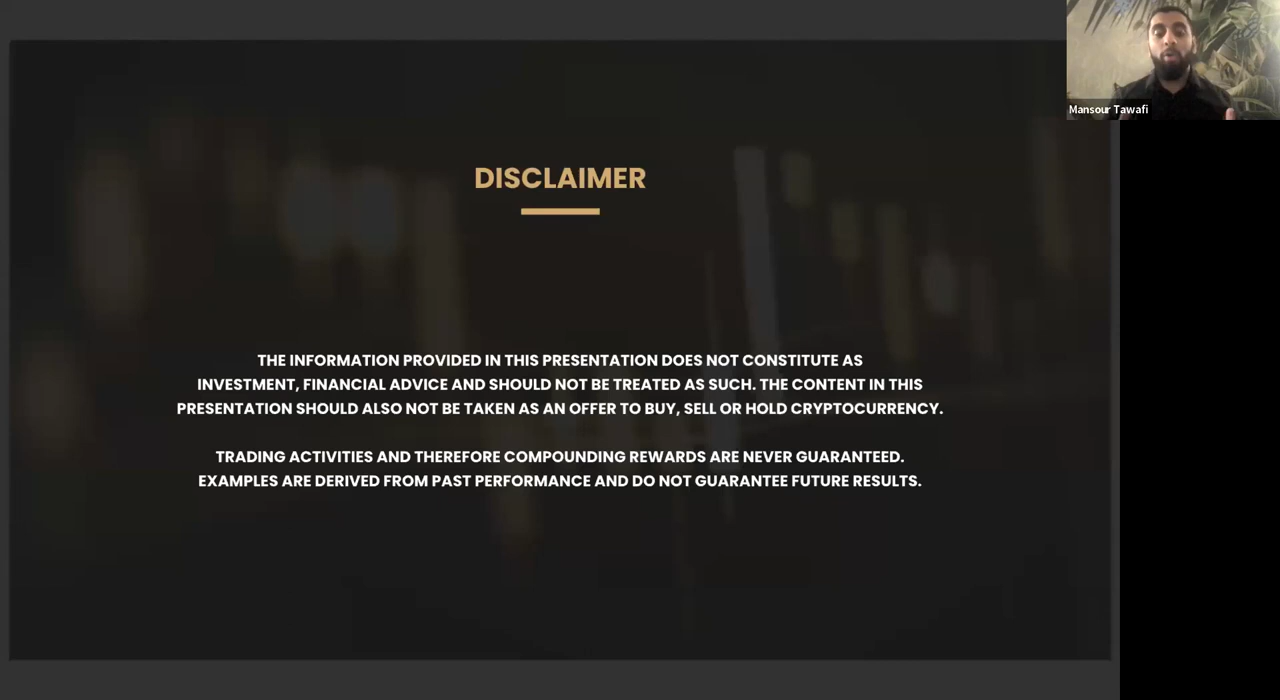 Mansour Tawafi
DISCLAIMER
THE INFORMATION PROVIDED IN THIS PRESENTATION DOES NOT CONSTITUTE AS
INVESTMENT, FINANCIAL ADVICE AND SHOULD NOT BE TREATED AS SUCH. THE CONTENT IN THIS
PRESENTATION SHOULD ALSO NOT BE TAKEN AS AN OFFER TO BUY, SELL OR HOLD CRYPTOCURRENCY.
TRADING ACTIVITIES AND THEREFORE COMPOUNDING REWARDS ARE NEVER GUARANTEED.
EXAMPLES ARE DERIVED FROM PAST PERFORMANCE AND DO NOT GUARANTEE FUTURE RESULTS.